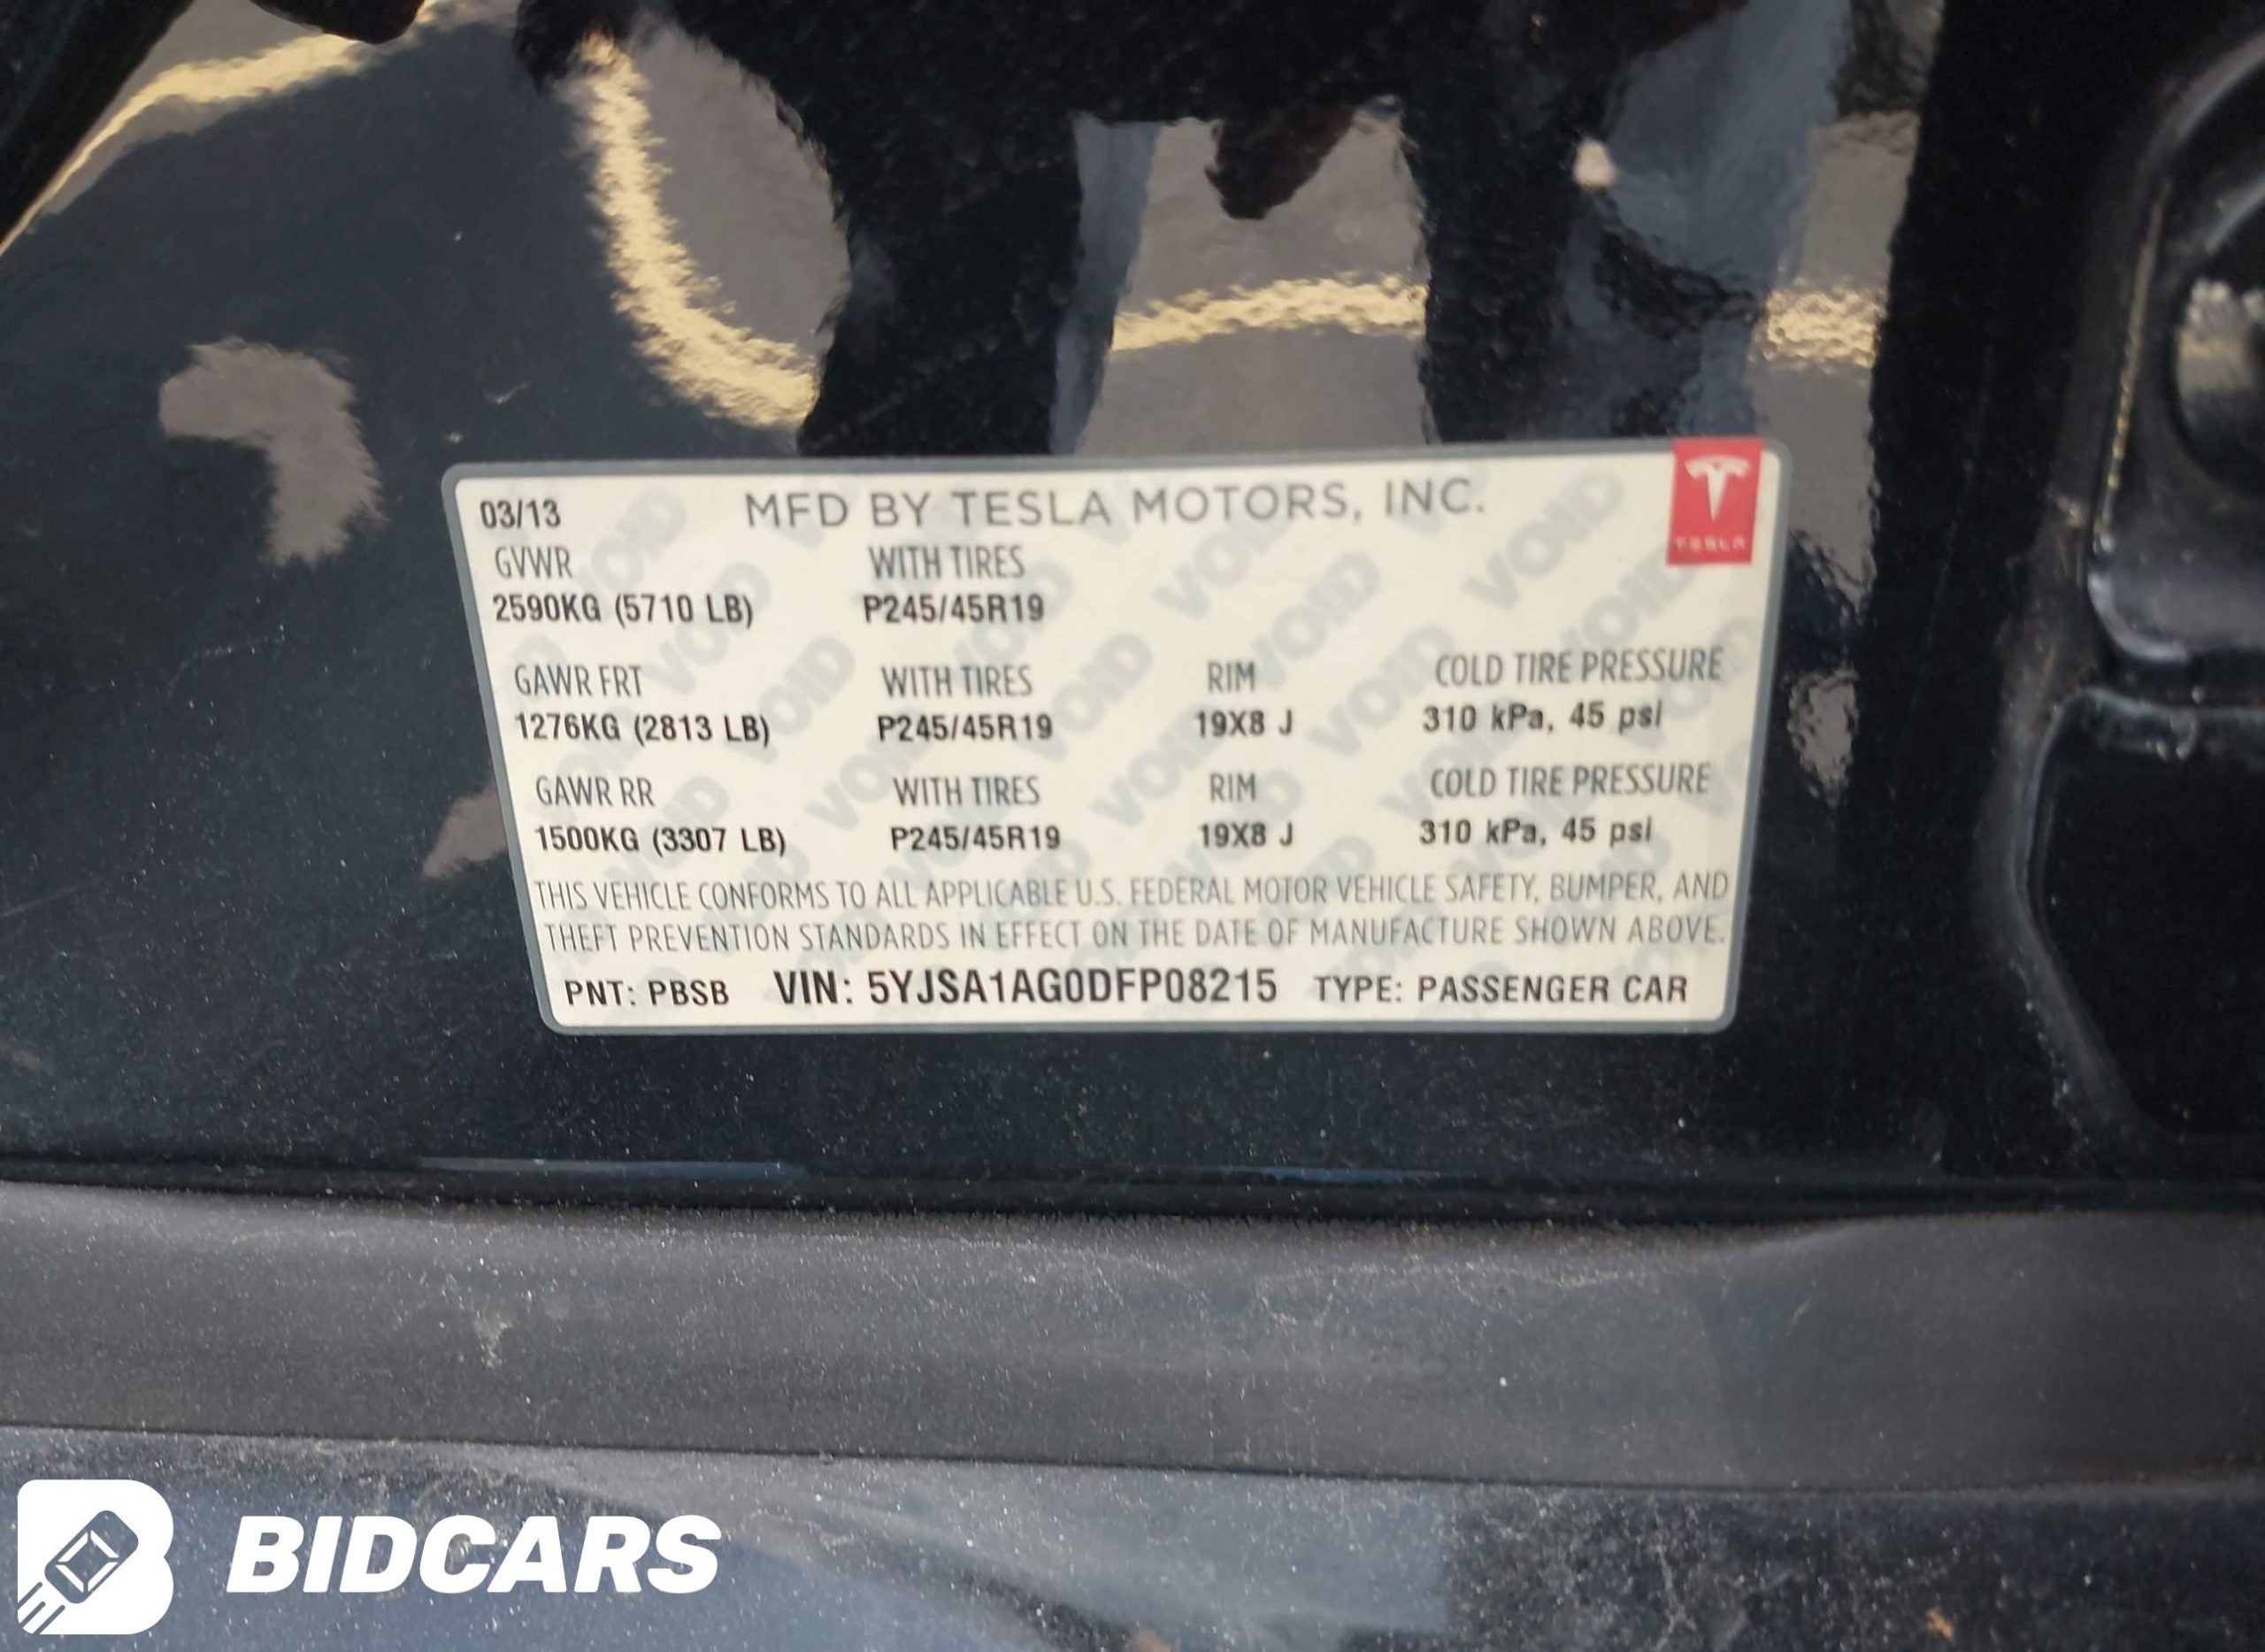 03/13 MFD BY TESLA MOTORS, INC.
TESLA
GVWR WITH TIRES
2590KG (5710 LB) P245/45R19
GAWR FRT WITH TIRES RIM COLD TIRE PRESSURE
1276KG (2813 LB) P245/45R19 19X8 J 310 kPa, 45 psi
GAWR RR WITH TIRES RIM COLD TIRE PRESSURE
1500KG (3307 LB) P245/45R19 19X8 J 310 kPa, 45 psi
THIS VEHICLE CONFORMS TO ALL APPLICABLE U.S. FEDERAL MOTOR VEHICLE SAFETY, BUMPER, AND
THEFT PREVENTION STANDARDS IN EFFECT ON THE DATE OF MANUFACTURE SHOWN ABOVE.
PNT: PBSB VIN: 5YJSA1AG0DFP08215 TYPE: PASSENGER CAR
BIDCARS